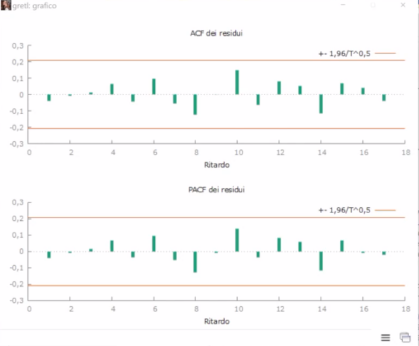 gretl: grafico
ACF dei residui
+- 1,96/T^0,5
0,3
0,2
0,1
0
-0,1
-0,2
-0,3
0 2 4 6 8 10 12 14 16 18
Ritardo
PACF dei residui
+- 1,96/T^0,5
0,3
0,2
0,1
0
-0,1
-0,2
-0,3
0 2 4 6 8 10 12 14 16 18
Ritardo